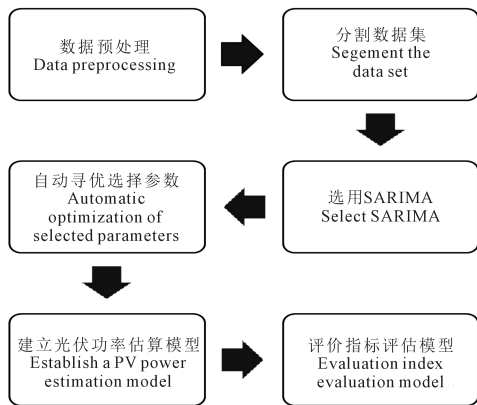 数据预处理
Data preprocessing
分割数据集
Segement the
data set
选用SARIMA
Select SARIMA
自动寻优选择参数
Automatic
optimization of
selected parameters
建立光伏功率估算模型
Establish a PV power
estimation model
评价指标评估模型
Evaluation index
evaluation model